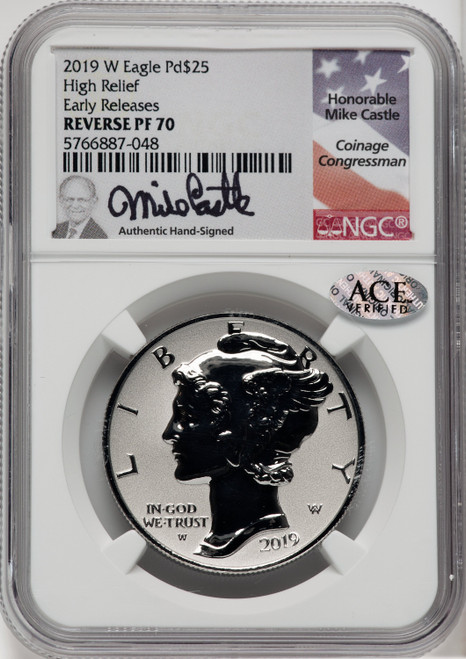 2019 W Eagle Pd$25
High Relief
Early Releases
REVERSE PF 70
5766887-048
Mike Castle
Authentic Hand-Signed
Honorable
Mike Castle
Coinage
Congressman
NGC®
ACE
VERIFIED
LIBERTY
IN·GOD
WE·TRUST
W
W
2019